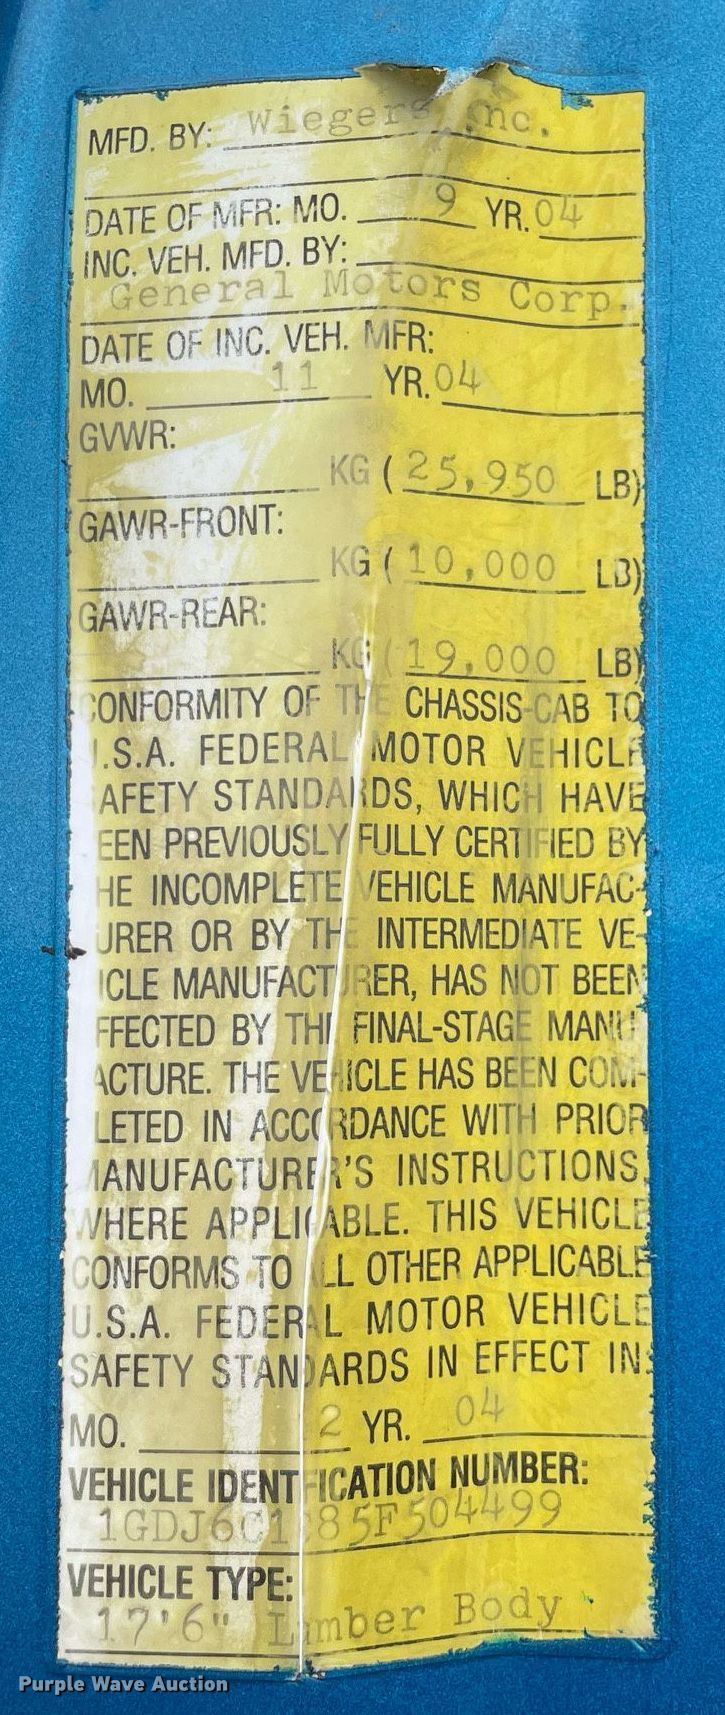 MFD. BY: Wiegers Inc.
DATE OF MFR: MO. 9 YR. 04
INC. VEH. MFD. BY:
General Motors Corp.
DATE OF INC. VEH. MFR:
MO. 11 YR. 04
GVWR:
KG (25,950 LB)
GAWR-FRONT:
KG (10,000 LB)
GAWR-REAR:
KG (19,000 LB)
CONFORMITY OF THE CHASSIS-CAB TO
U.S.A. FEDERAL MOTOR VEHICLE
SAFETY STANDARDS, WHICH HAVE
BEEN PREVIOUSLY FULLY CERTIFIED BY
THE INCOMPLETE VEHICLE MANUFAC-
TURER OR BY THE INTERMEDIATE VE-
HICLE MANUFACTURER, HAS NOT BEEN
AFFECTED BY THE FINAL-STAGE MANU-
FACTURE. THE VEHICLE HAS BEEN COM-
PLETED IN ACCORDANCE WITH PRIOR
MANUFACTURER'S INSTRUCTIONS,
WHERE APPLICABLE. THIS VEHICLE
CONFORMS TO ALL OTHER APPLICABLE
U.S.A. FEDERAL MOTOR VEHICLE
SAFETY STANDARDS IN EFFECT IN:
MO. 2 YR. 04
VEHICLE IDENTIFICATION NUMBER:
VEHICLE TYPE:
17'6" Lumber Body
Purple Wave Auction